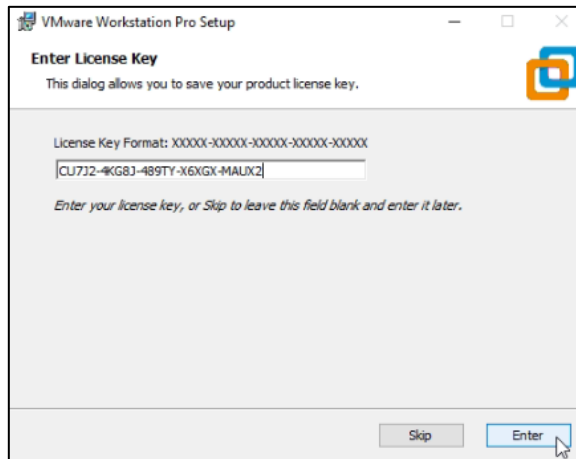 VMware Workstation Pro Setup
Enter License Key
This dialog allows you to save your product license key.
License Key Format: XXXXX-XXXXX-XXXXX-XXXXX-XXXXX
CU7J2-4KG8J-489TY-X6XGX-MAUX2
Enter your license key, or Skip to leave this field blank and enter it later.
Skip
Enter